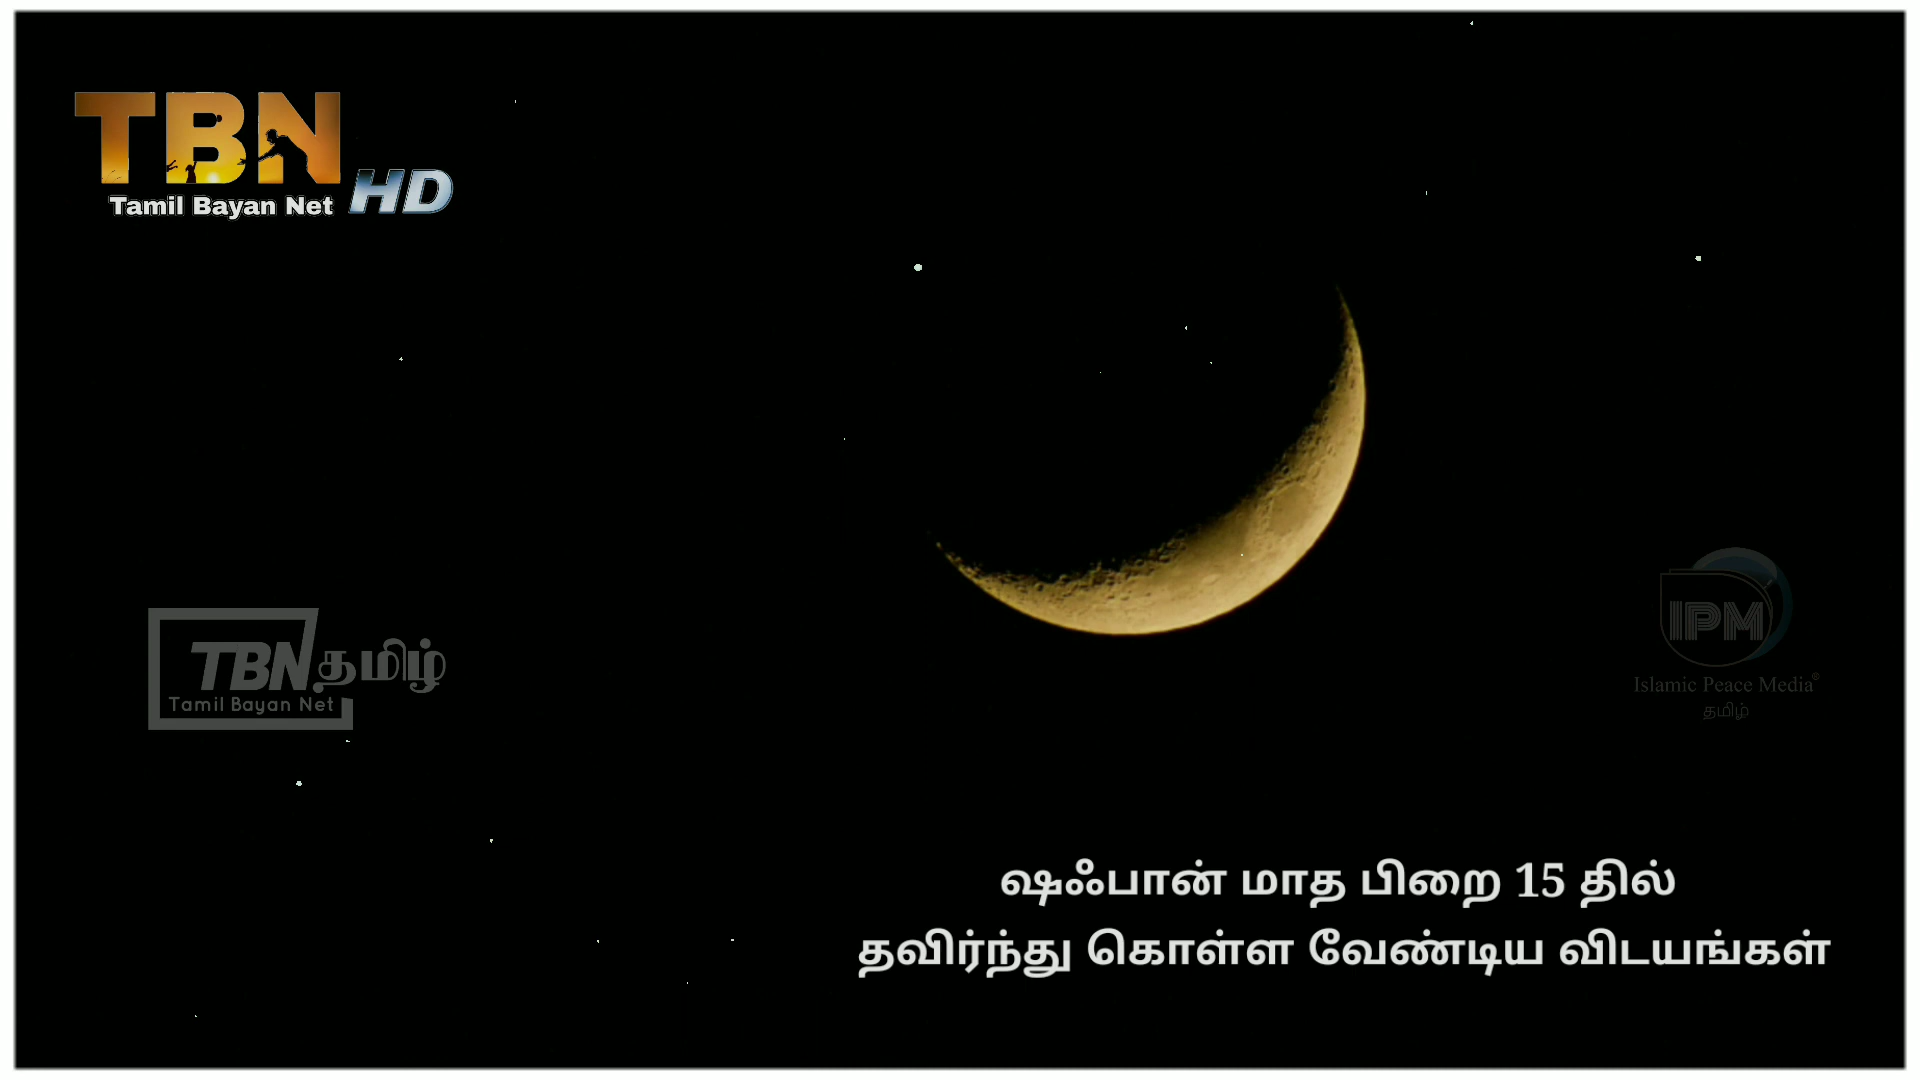 TBN HD
Tamil Bayan Net
TBN தமிழ்
Tamil Bayan Net
IPM
Islamic Peace Media®
தமிழ்
ஷஃபான் மாத பிறை 15 தில்
தவிர்ந்து கொள்ள வேண்டிய விடயங்கள்